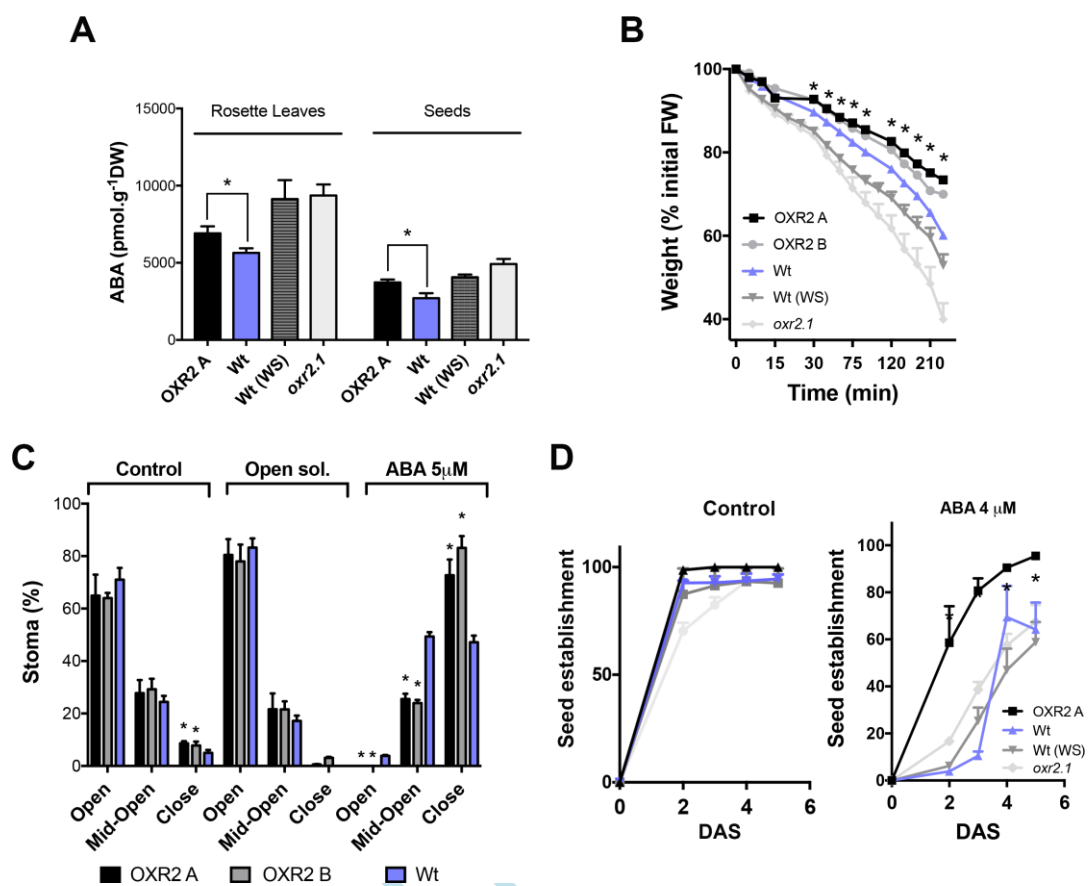 A
Rosette Leaves
Seeds
ABA (pmol.g-1DW)
15000
10000
5000
0
*
*
OXR2 A
Wt
Wt (WS)
oxr2.1
OXR2 A
Wt
Wt (WS)
oxr2.1
B
Weight (% initial FW)
100
80
60
40
* * * * * * * * * *
OXR2 A
OXR2 B
Wt
Wt (WS)
oxr2.1
0 15 30 75 120 210
Time (min)
C
Control
Open sol.
ABA 5μM
Stoma (%)
100
80
60
40
20
0
* *
* *
* *
* *
Open
Mid-Open
Close
Open
Mid-Open
Close
Open
Mid-Open
Close
OXR2 A
OXR2 B
Wt
D
Control
Seed establishment
100
50
0
0 2 4 6
DAS
ABA 4 μM
Seed establishment
100
80
60
40
20
0
* * * *
OXR2 A
Wt
Wt (WS)
oxr2.1
0 2 4 6
DAS